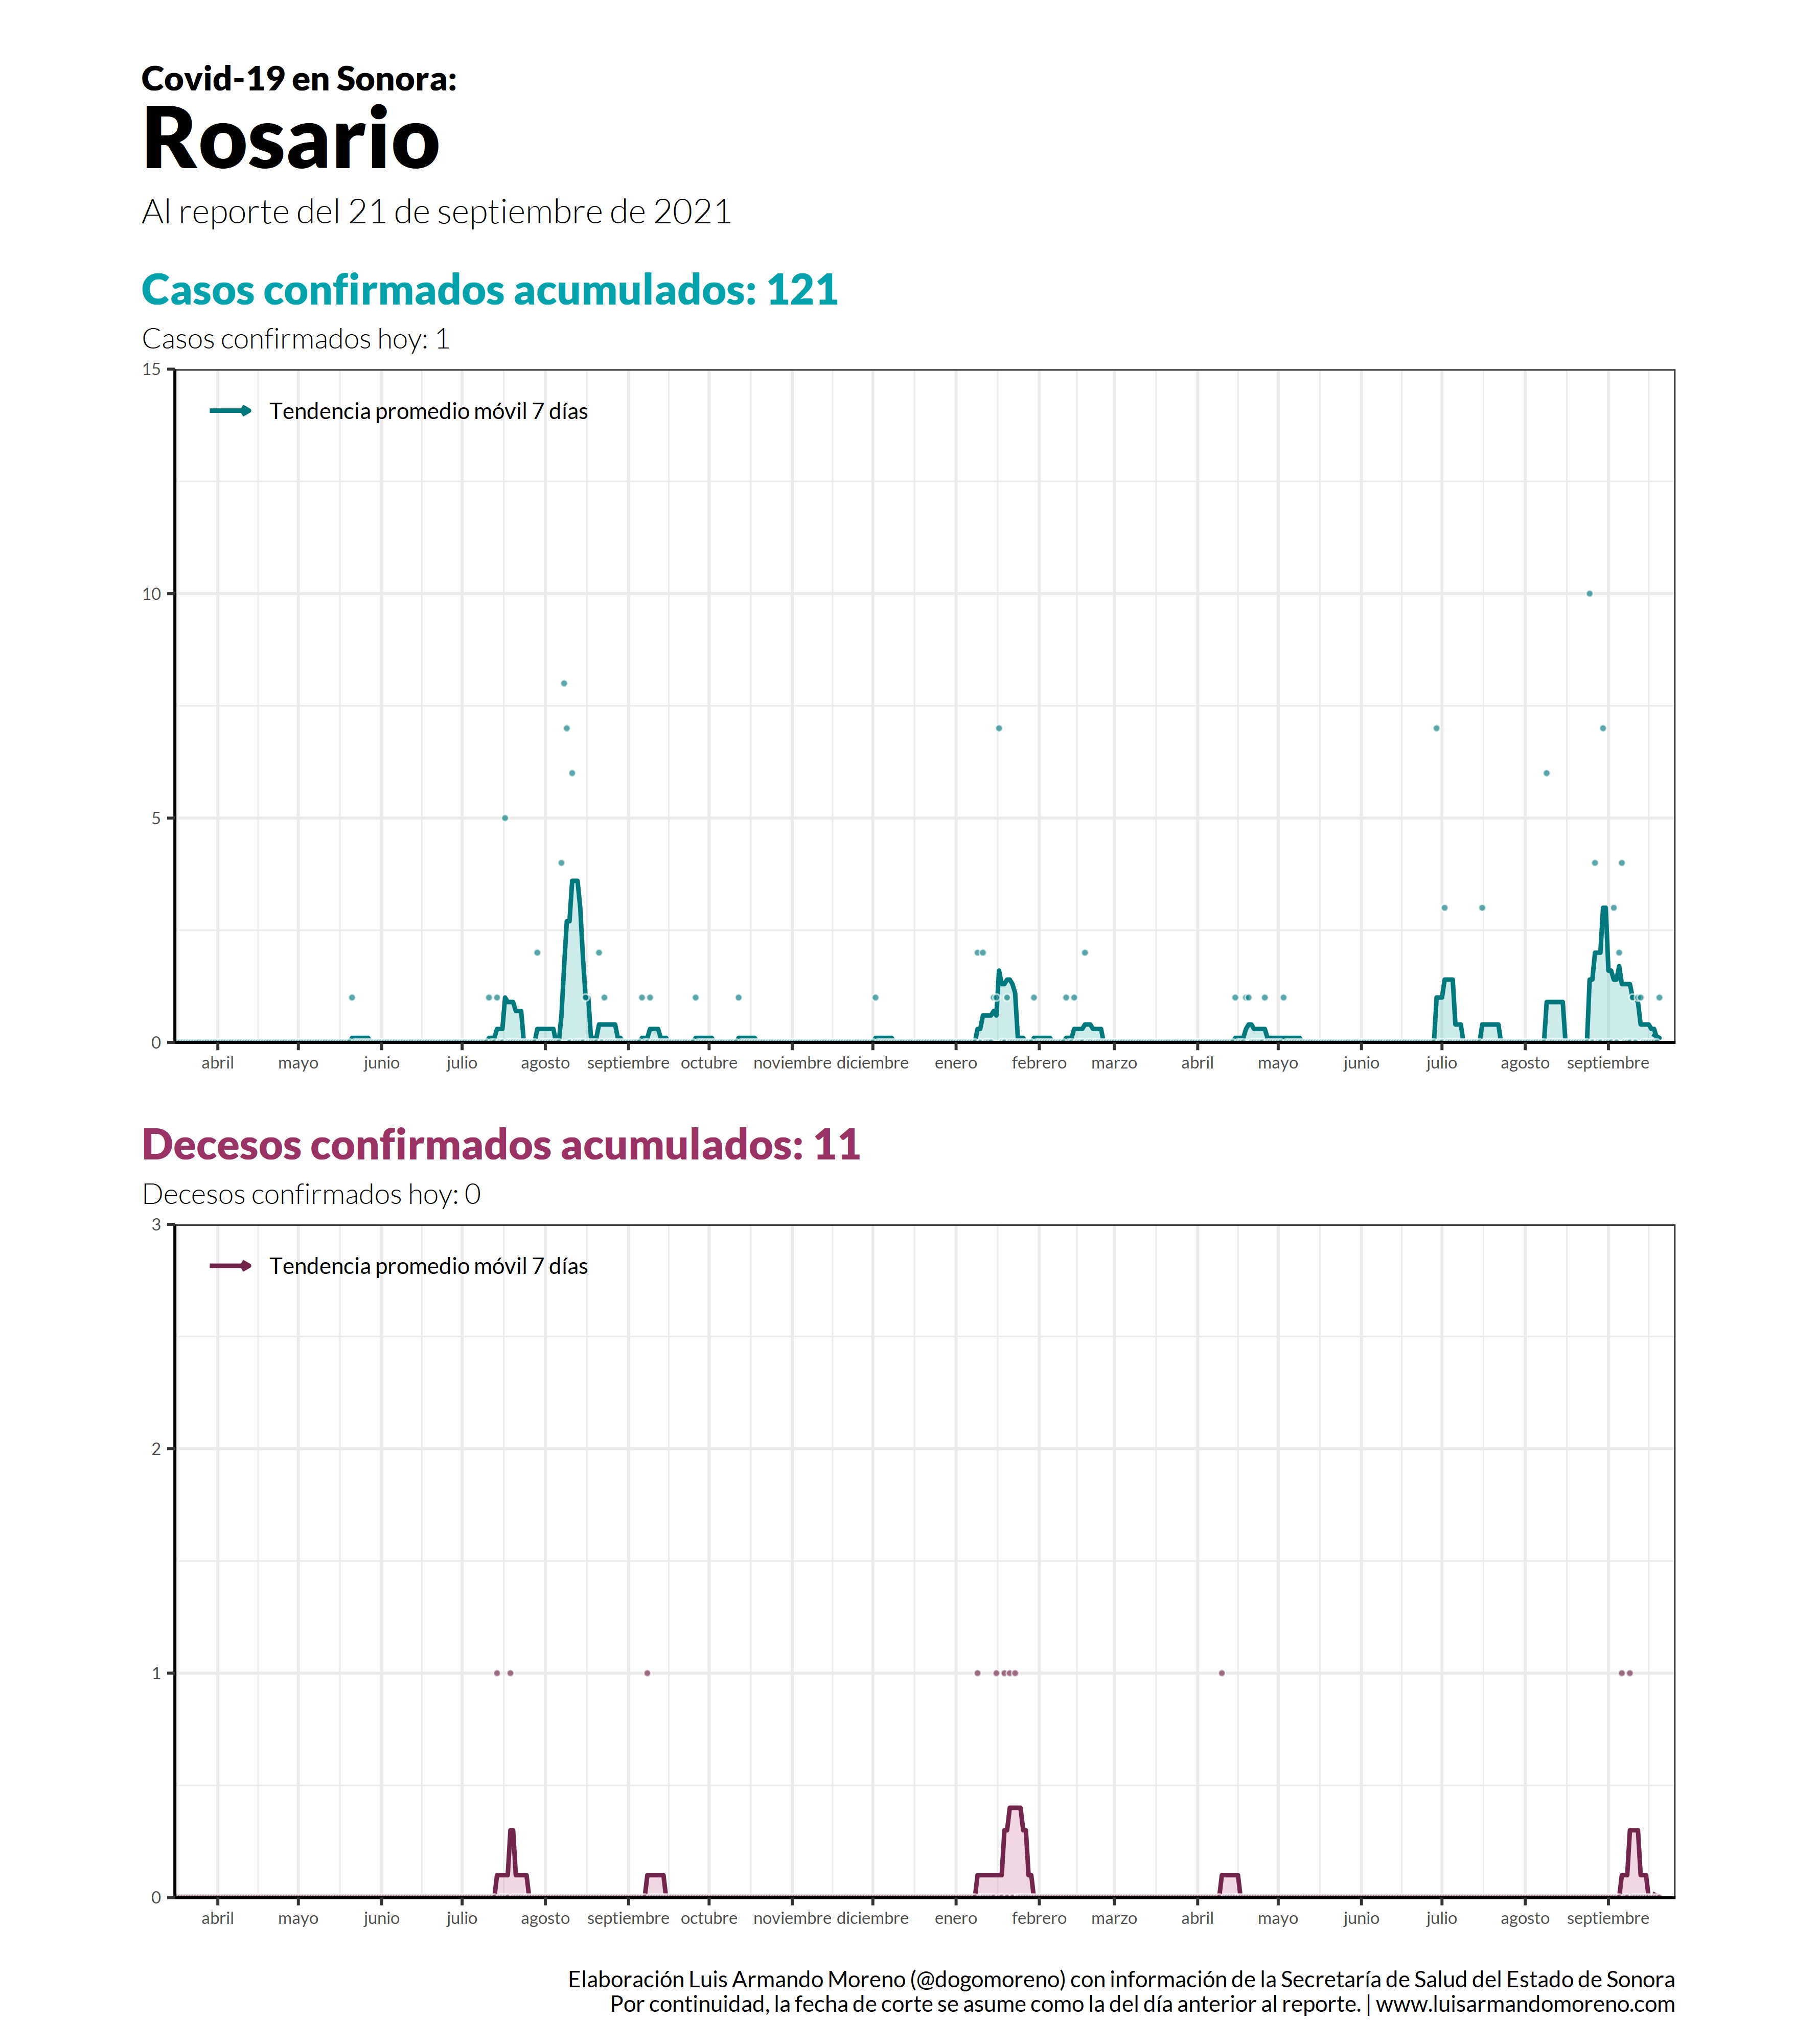 Covid-19 en Sonora:
Rosario
Al reporte del 21 de septiembre de 2021
Casos confirmados acumulados: 121
Casos confirmados hoy: 1
15
Tendencia promedio móvil 7 días
10
5
0
abril mayo junio julio agosto septiembre octubre noviembre diciembre enero febrero marzo abril mayo junio julio agosto septiembre
Decesos confirmados acumulados: 11
Decesos confirmados hoy: 0
3
Tendencia promedio móvil 7 días
2
1
0
abril mayo junio julio agosto septiembre octubre noviembre diciembre enero febrero marzo abril mayo junio julio agosto septiembre
Elaboración Luis Armando Moreno (@dogomoreno) con información de la Secretaría de Salud del Estado de Sonora
Por continuidad, la fecha de corte se asume como la del día anterior al reporte. | www.luisarmandomoreno.com